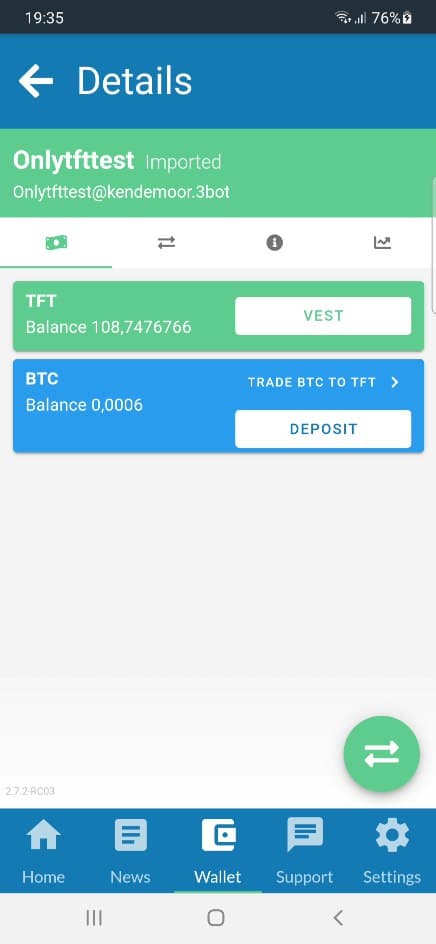 19:35
76%
Details
Onlytfttest Imported
Onlytfttest@kendemoor.3bot
TFT
Balance 108,7476766
VEST
BTC
Balance 0,0006
TRADE BTC TO TFT
DEPOSIT
2.7.2-RC03
Home News Wallet Support Settings